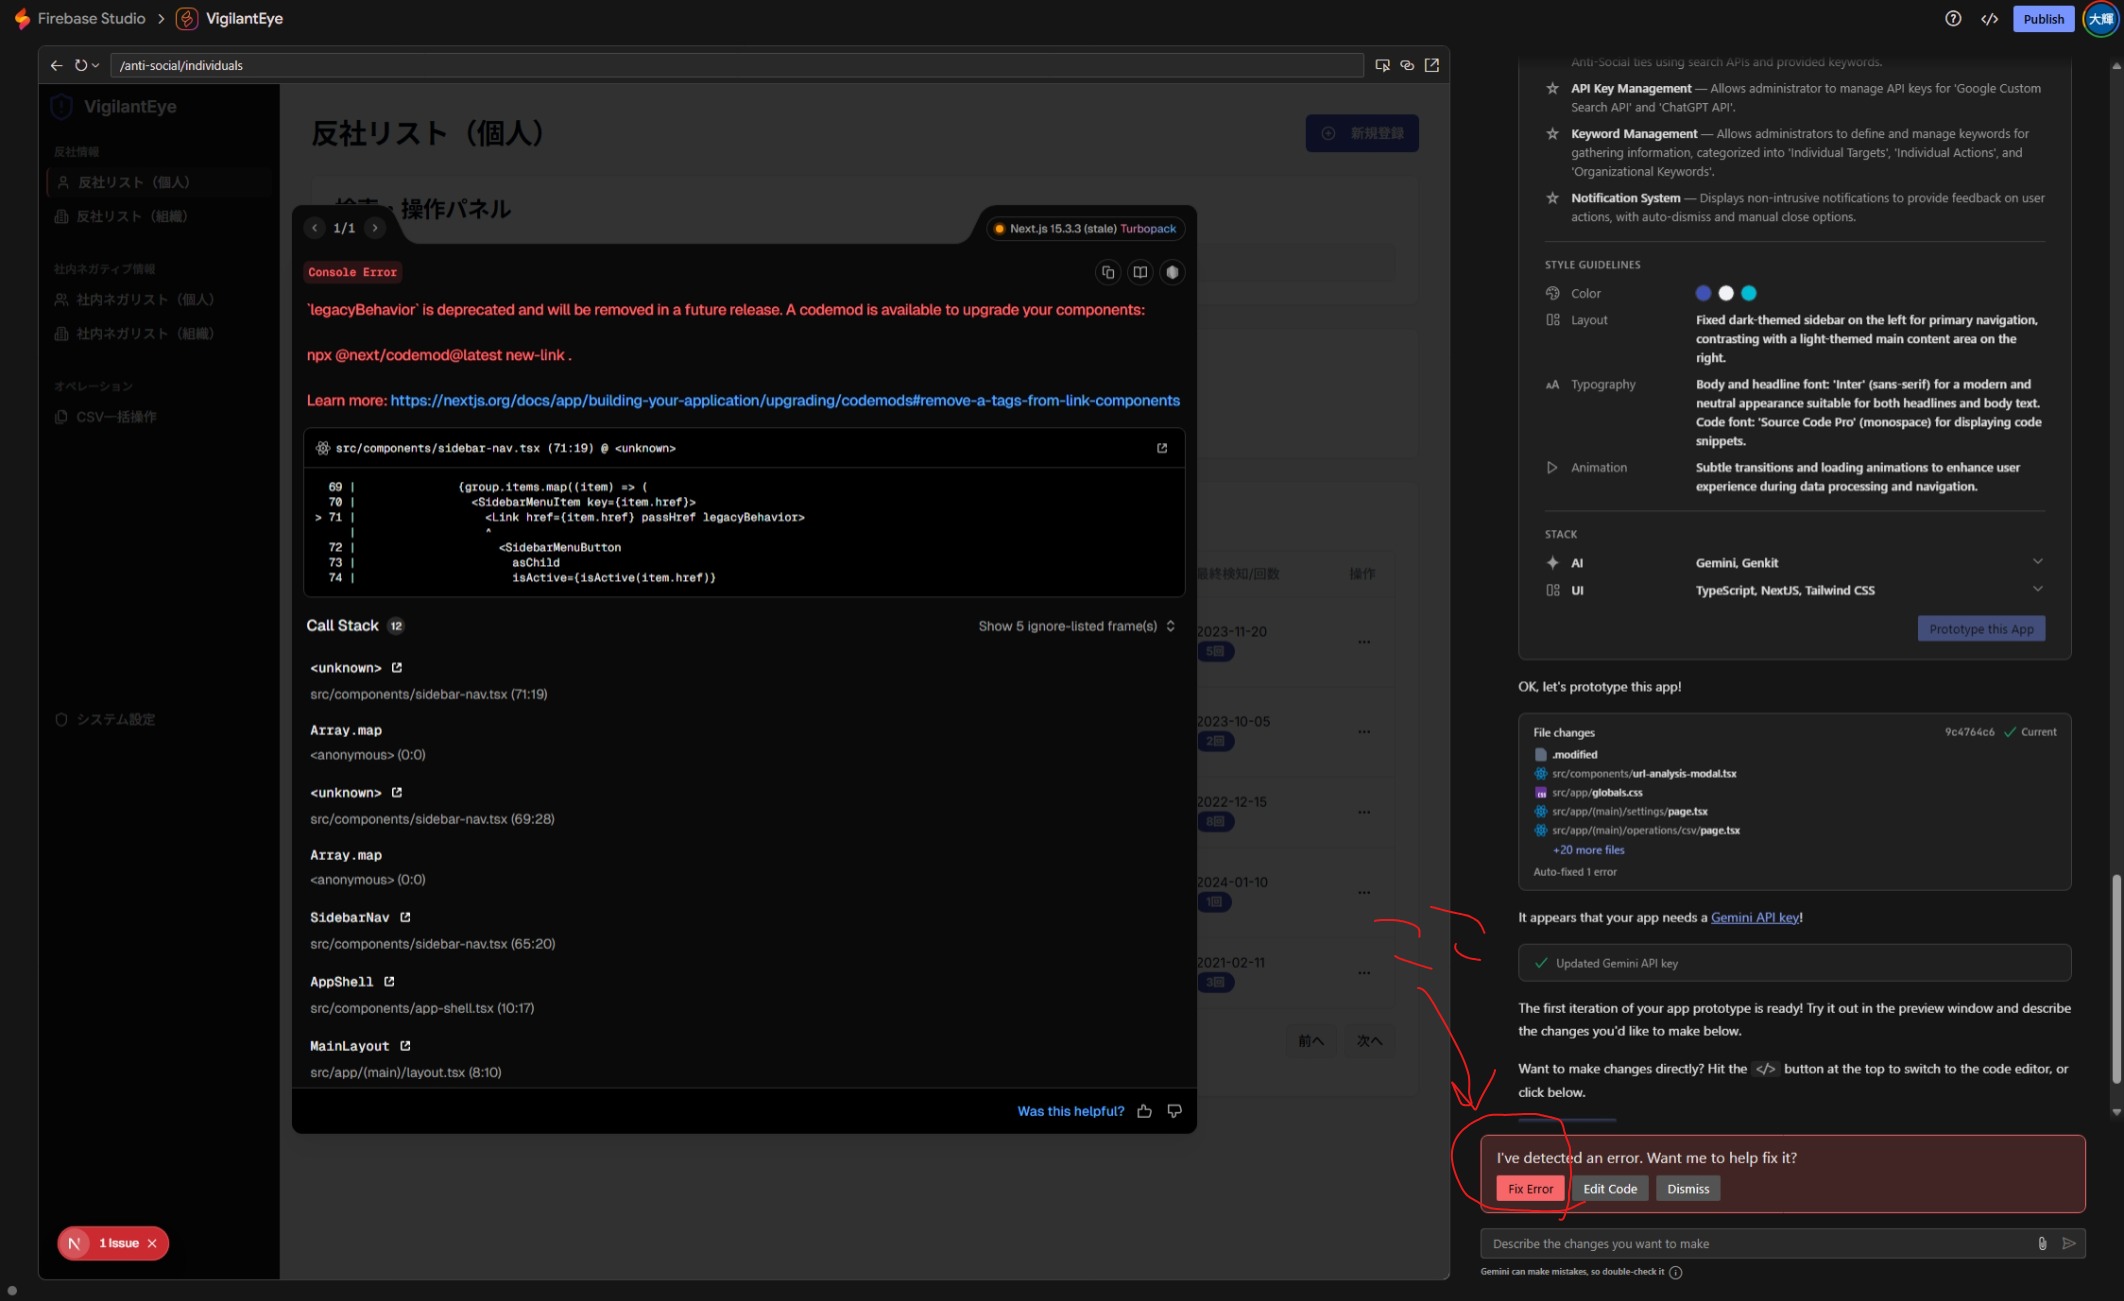 Firebase Studio
VigilantEye
Publish
大輝
/anti-social/individuals
VigilantEye
反社情報
反社リスト（個人）
反社リスト（組織）
社内ネガティブ情報
社内ネガリスト（個人）
社内ネガリスト（組織）
オペレーション
CSV一括操作
システム設定
1 Issue
反社リスト（個人）
新規登録
操作パネル
1/1
Next.js 15.3.3 (stale) Turbopack
Console Error
`legacyBehavior` is deprecated and will be removed in a future release. A codemod is available to upgrade your components:
npx @next/codemod@latest new-link .
Learn more: https://nextjs.org/docs/app/building-your-application/upgrading/codemods#remove-a-tags-from-link-components
src/components/sidebar-nav.tsx (71:19) @ <unknown>
69 | {group.items.map((item) => (
70 | <SidebarMenuItem key={item.href}>
> 71 | <Link href={item.href} passHref legacyBehavior>
| ^
72 | <SidebarMenuButton
73 | asChild
74 | isActive={isActive(item.href)}
Call Stack 12
Show 5 ignore-listed frame(s)
<unknown>
src/components/sidebar-nav.tsx (71:19)
Array.map
<anonymous> (0:0)
<unknown>
src/components/sidebar-nav.tsx (69:28)
Array.map
<anonymous> (0:0)
SidebarNav
src/components/sidebar-nav.tsx (65:20)
AppShell
src/components/app-shell.tsx (10:17)
MainLayout
src/app/(main)/layout.tsx (8:10)
Was this helpful?
最終検知/回数
操作
2023-11-20
5回
2023-10-05
2回
2022-12-15
8回
2024-01-10
1回
2021-02-11
3回
前へ
次へ
Anti-Social ties using search APIs and provided keywords.
API Key Management — Allows administrator to manage API keys for 'Google Custom
Search API' and 'ChatGPT API'.
Keyword Management — Allows administrators to define and manage keywords for
gathering information, categorized into 'Individual Targets', 'Individual Actions', and
'Organizational Keywords'.
Notification System — Displays non-intrusive notifications to provide feedback on user
actions, with auto-dismiss and manual close options.
STYLE GUIDELINES
Color
Layout
Fixed dark-themed sidebar on the left for primary navigation,
contrasting with a light-themed main content area on the
right.
Typography
Body and headline font: 'Inter' (sans-serif) for a modern and
neutral appearance suitable for both headlines and body text.
Code font: 'Source Code Pro' (monospace) for displaying code
snippets.
Animation
Subtle transitions and loading animations to enhance user
experience during data processing and navigation.
STACK
AI
Gemini, Genkit
UI
TypeScript, NextJS, Tailwind CSS
Prototype this App
OK, let's prototype this app!
File changes
9c4764c6 Current
.modified
src/components/url-analysis-modal.tsx
src/app/globals.css
src/app/(main)/settings/page.tsx
src/app/(main)/operations/csv/page.tsx
+20 more files
Auto-fixed 1 error
It appears that your app needs a Gemini API key!
Updated Gemini API key
The first iteration of your app prototype is ready! Try it out in the preview window and describe
the changes you'd like to make below.
Want to make changes directly? Hit the </> button at the top to switch to the code editor, or
click below.
I've detected an error. Want me to help fix it?
Fix Error
Edit Code
Dismiss
Describe the changes you want to make
Gemini can make mistakes, so double-check it